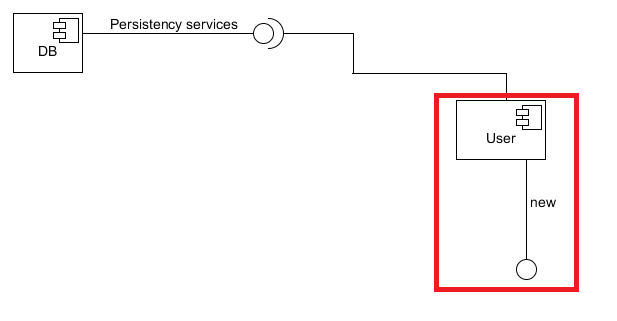 Persistency services
DB
User
new